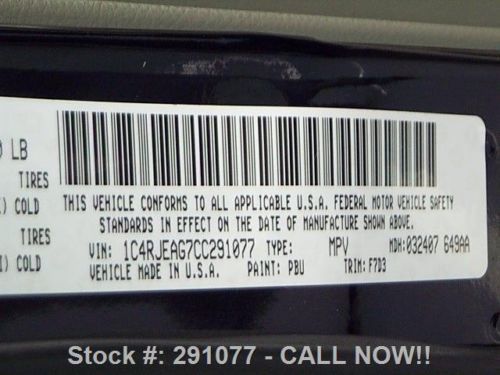 0 LB
TIRES
) COLD
TIRES
) COLD
THIS VEHICLE CONFORMS TO ALL APPLICABLE U.S.A. FEDERAL MOTOR VEHICLE SAFETY
STANDARDS IN EFFECT ON THE DATE OF MANUFACTURE SHOWN ABOVE.
VIN: 1C4RJEAG7CC291077 TYPE: MPV MDH:032407 649AA
VEHICLE MADE IN U.S.A. PAINT: PBU TRIM: F7D3
Stock #: 291077 - CALL NOW!!